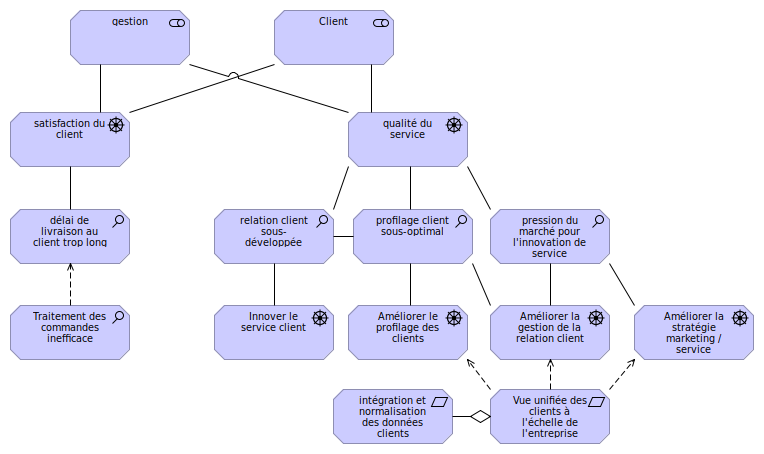 gestion
Client
satisfaction du
client
qualité du
service
délai de
livraison au
client trop long
relation client
sous-
développée
profilage client
sous-optimal
pression du
marché pour
l'innovation de
service
Traitement des
commandes
inefficace
Innover le
service client
Améliorer le
profilage des
clients
Améliorer la
gestion de la
relation client
Améliorer la
stratégie
marketing /
service
intégration et
normalisation
des données
clients
Vue unifiée des
clients à
l'échelle de
l'entreprise